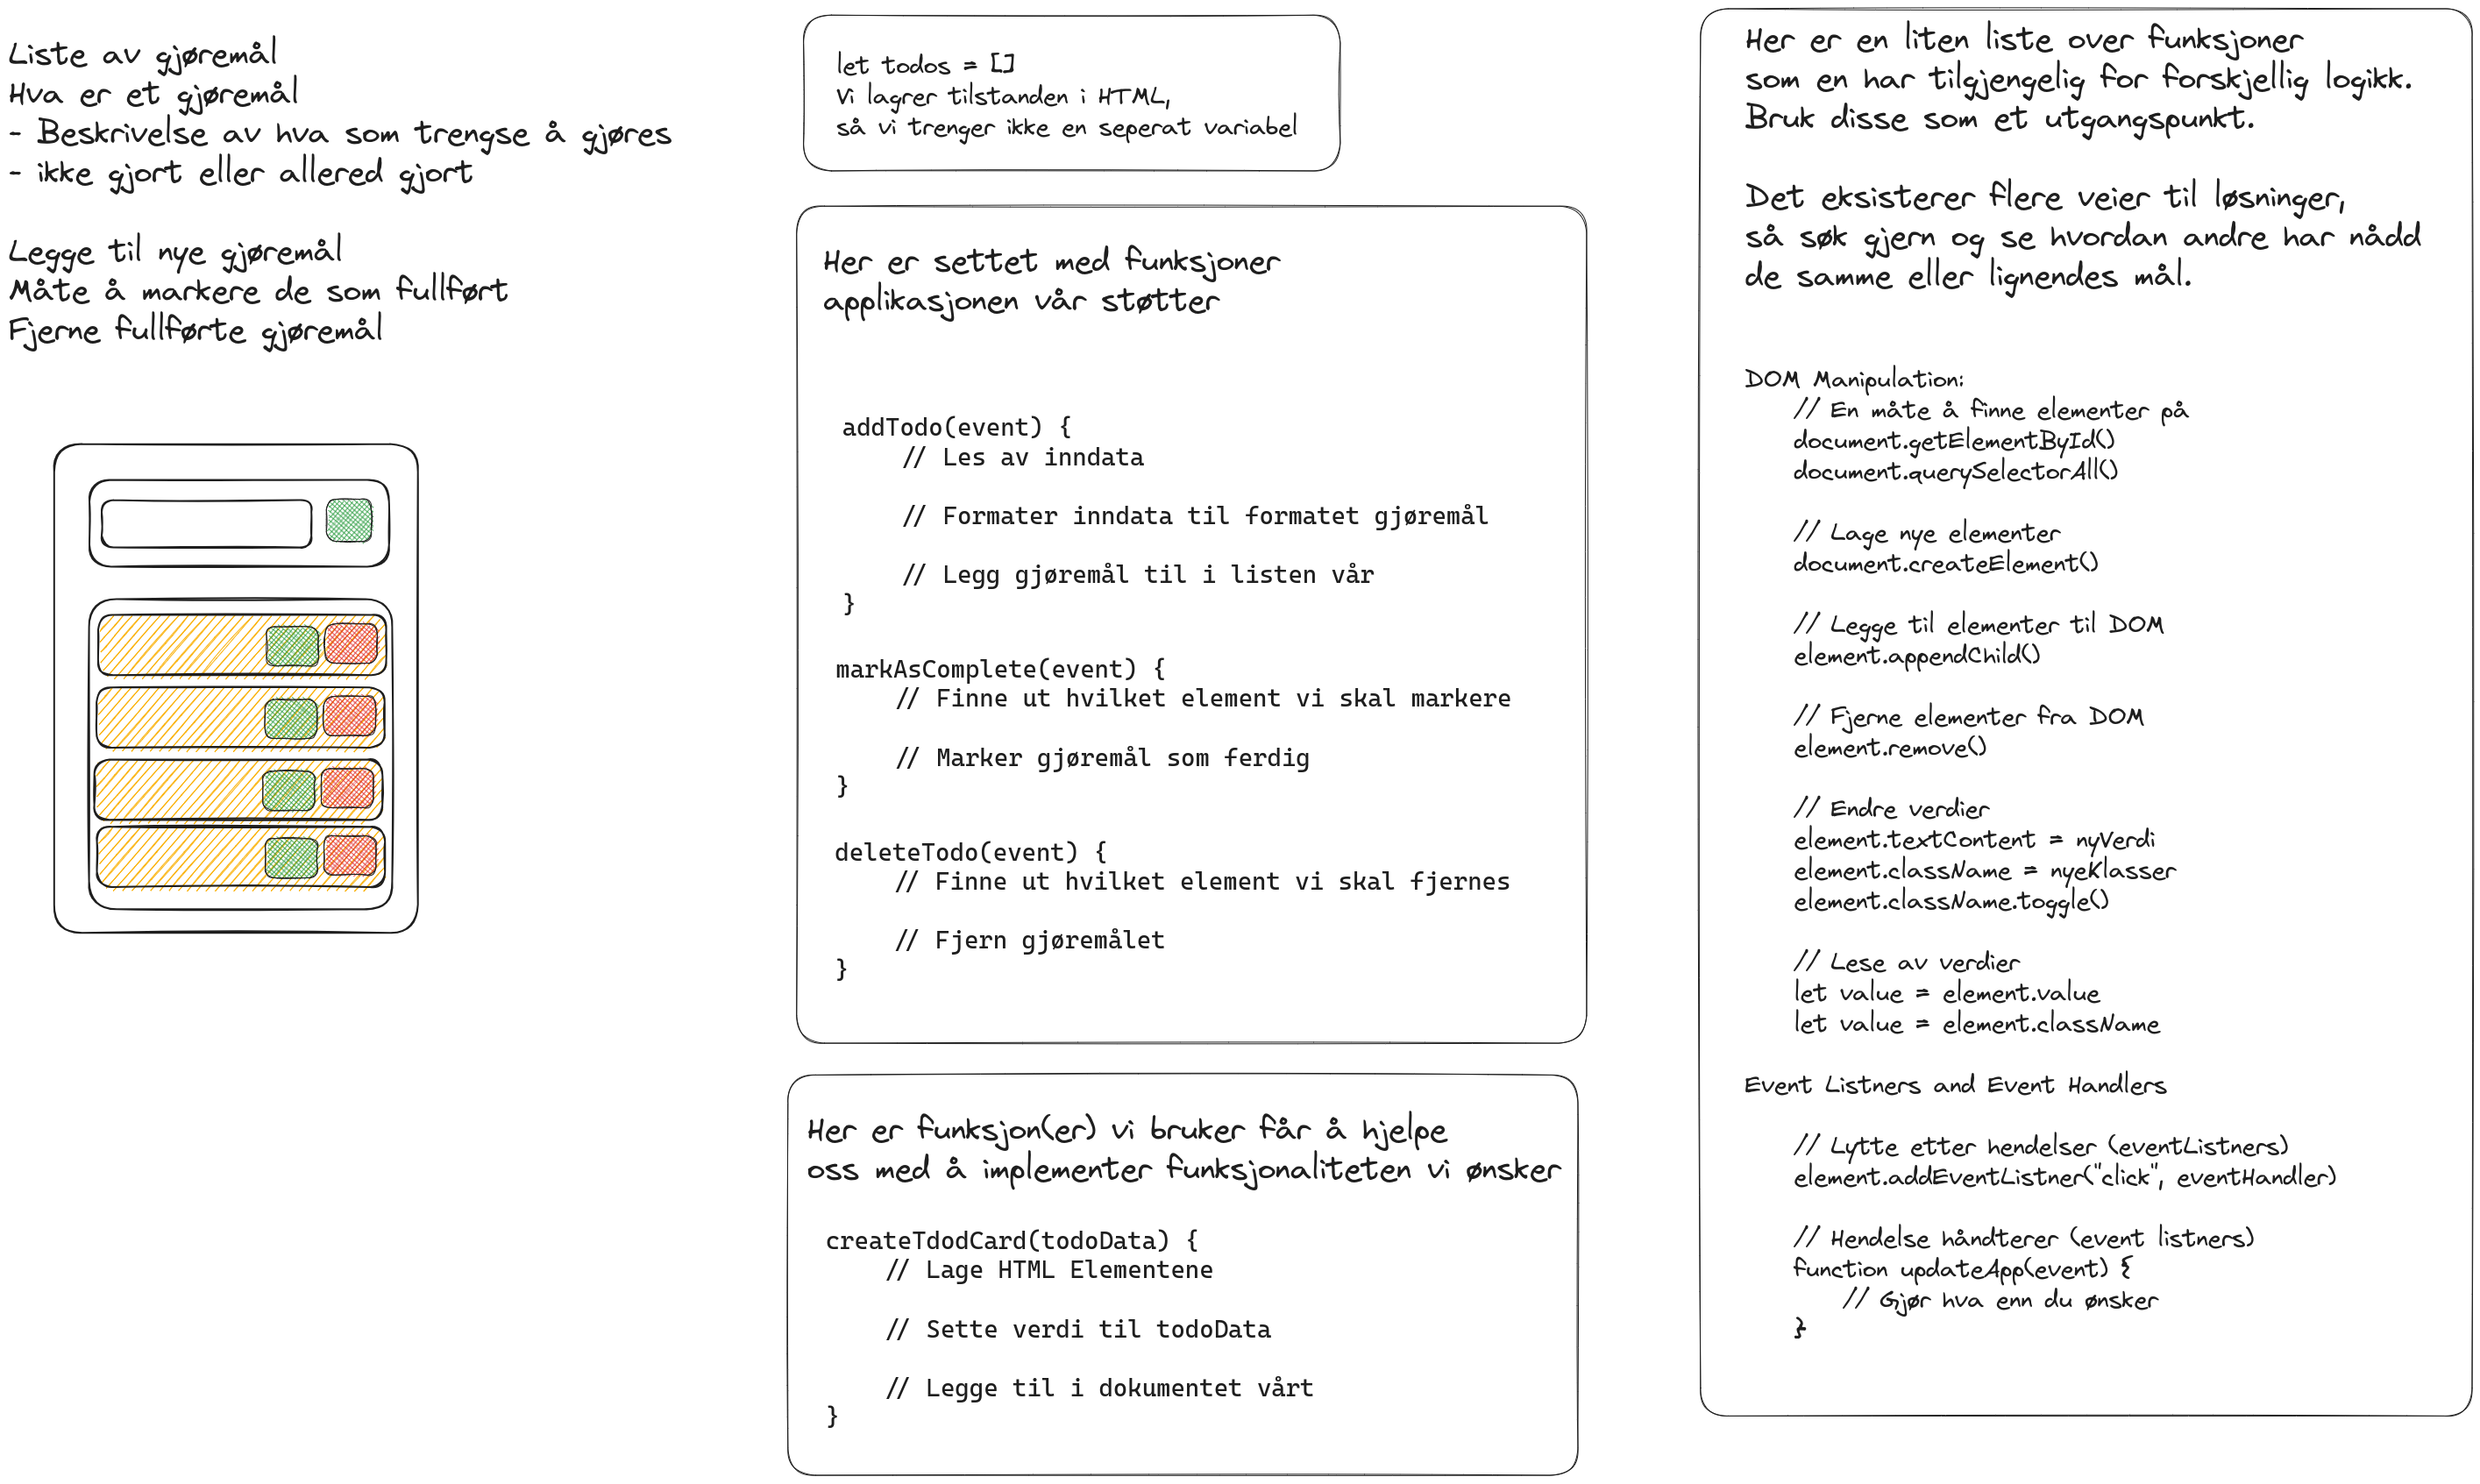 Liste av gjøremål
Hva er et gjøremål
- Beskrivelse av hva som trengse å gjøres
- ikke gjort eller allered gjort
Legge til nye gjøremål
Måte å markere de som fullført
Fjerne fullførte gjøremål
let todos = []
Vi lagrer tilstanden i HTML,
så vi trenger ikke en seperat variabel
Her er settet med funksjoner
applikasjonen vår støtter
addTodo(event) {
// Les av inndata
// Formater inndata til formatet gjøremål
// Legg gjøremål til i listen vår
}
markAsComplete(event) {
// Finne ut hvilket element vi skal markere
// Marker gjøremål som ferdig
}
deleteTodo(event) {
// Finne ut hvilket element vi skal fjernes
// Fjern gjøremålet
}
Her er funksjon(er) vi bruker får å hjelpe
oss med å implementer funksjonaliteten vi ønsker
createTdodCard(todoData) {
// Lage HTML Elementene
// Sette verdi til todoData
// Legge til i dokumentet vårt
}
Her er en liten liste over funksjoner
som en har tilgjengelig for forskjellig logikk.
Bruk disse som et utgangspunkt.
Det eksisterer flere veier til løsninger,
så søk gjern og se hvordan andre har nådd
de samme eller lignendes mål.
DOM Manipulation:
// En måte å finne elementer på
document.getElementById()
document.querySelectorAll()
// Lage nye elementer
document.createElement()
// Legge til elementer til DOM
element.appendChild()
// Fjerne elementer fra DOM
element.remove()
// Endre verdier
element.textContent = nyVerdi
element.className = nyeKlasser
element.className.toggle()
// Lese av verdier
let value = element.value
let value = element.className
Event Listners and Event Handlers
// Lytte etter hendelser (eventListners)
element.addEventListner("click", eventHandler)
// Hendelse håndterer (event listners)
function updateApp(event) {
// Gjør hva enn du ønsker
}